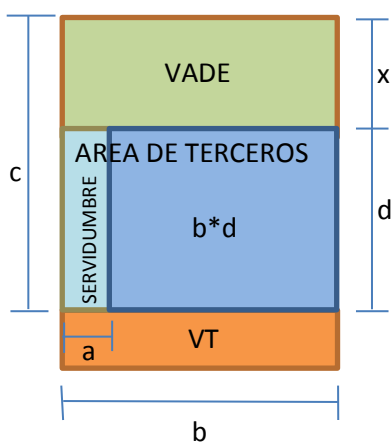 VADE
x
AREA DE TERCEROS
c
SERVIDUMBRE
b*d
d
a
VT
b